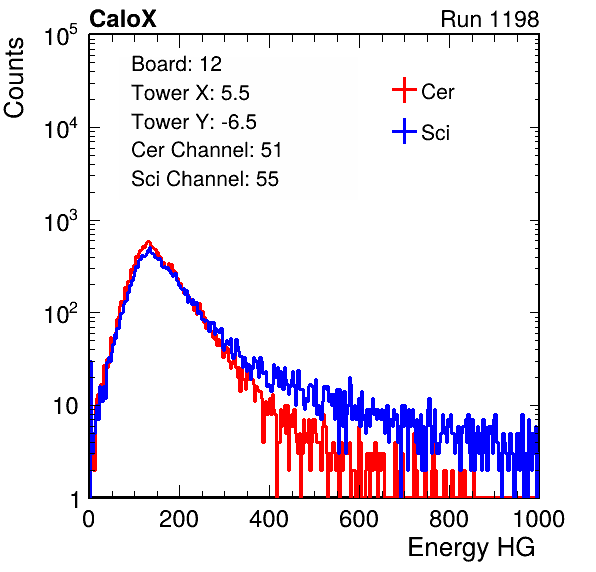 CaloX Run 1198
Counts
Board: 12
Tower X: 5.5
Tower Y: -6.5
Cer Channel: 51
Sci Channel: 55
Cer
Sci
10^5
10^4
10^3
10^2
10
1
0 200 400 600 800 1000
Energy HG